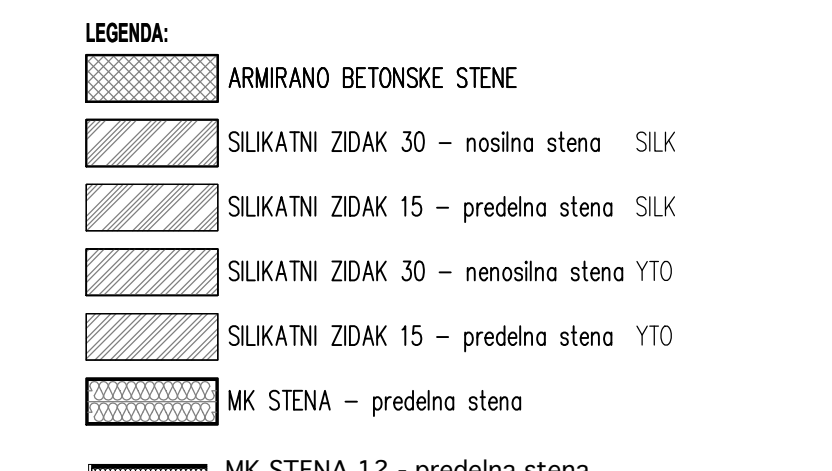 LEGENDA:
ARMIRANO BETONSKE STENE
SILIKATNI ZIDAK 30 – nosilna stena SILK
SILIKATNI ZIDAK 15 – predelna stena SILK
SILIKATNI ZIDAK 30 – nenosilna stena YTO
SILIKATNI ZIDAK 15 – predelna stena YTO
MK STENA – predelna stena
MK STENA 12 - predelna stena